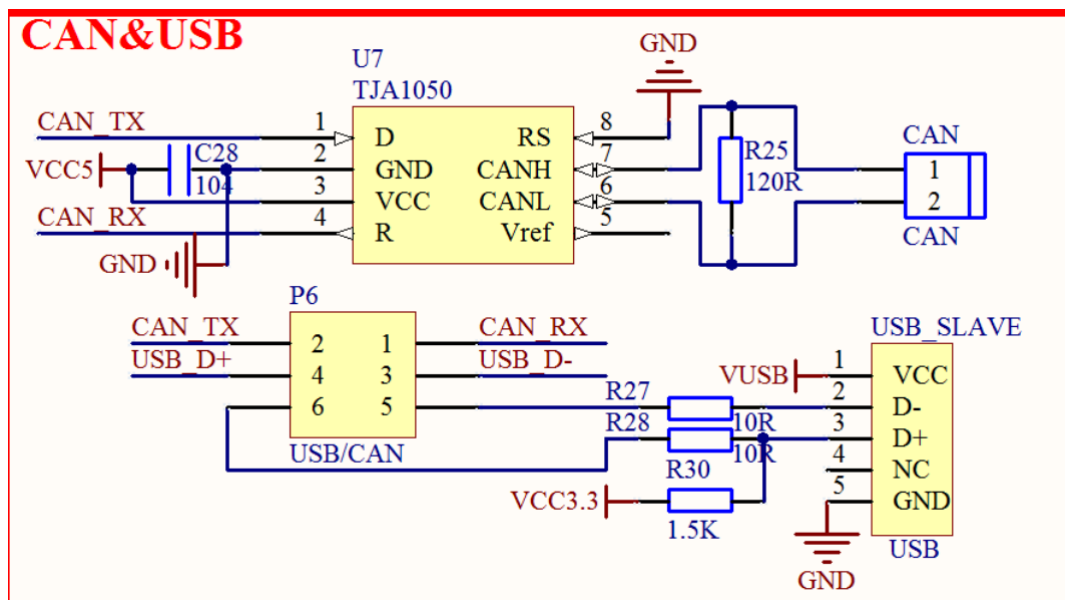 CAN&USB
U7
TJA1050
GND
CAN_TX
1
D
RS
8
VCC5
C28
104
2
GND
CANH
7
R25
120R
CAN
1
2
CAN
3
VCC
CANL
6
CAN_RX
4
R
Vref
5
GND
P6
CAN_TX
2
1
CAN_RX
USB_D+
4
3
USB_D-
6
5
USB/CAN
USB_SLAVE
VUSB
1
VCC
R27
10R
2
D-
R28
10R
3
D+
R30
4
NC
VCC3.3
1.5K
5
GND
USB
GND